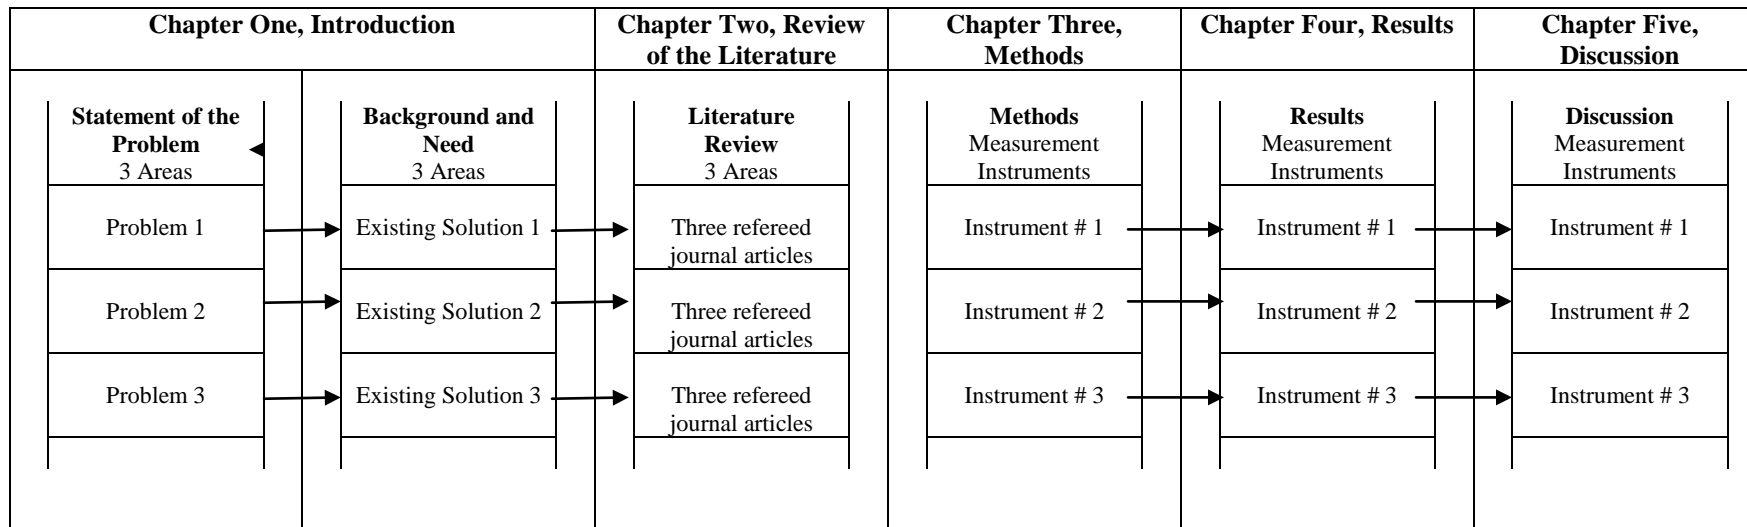 Chapter One, Introduction
Chapter Two, Review
of the Literature
Chapter Three,
Methods
Chapter Four, Results
Chapter Five,
Discussion
Statement of the
Problem
3 Areas
Background and
Need
3 Areas
Literature
Review
3 Areas
Methods
Measurement
Instruments
Results
Measurement
Instruments
Discussion
Measurement
Instruments
Problem 1
Existing Solution 1
Three refereed
journal articles
Instrument # 1
Instrument # 1
Instrument # 1
Problem 2
Existing Solution 2
Three refereed
journal articles
Instrument # 2
Instrument # 2
Instrument # 2
Problem 3
Existing Solution 3
Three refereed
journal articles
Instrument # 3
Instrument # 3
Instrument # 3